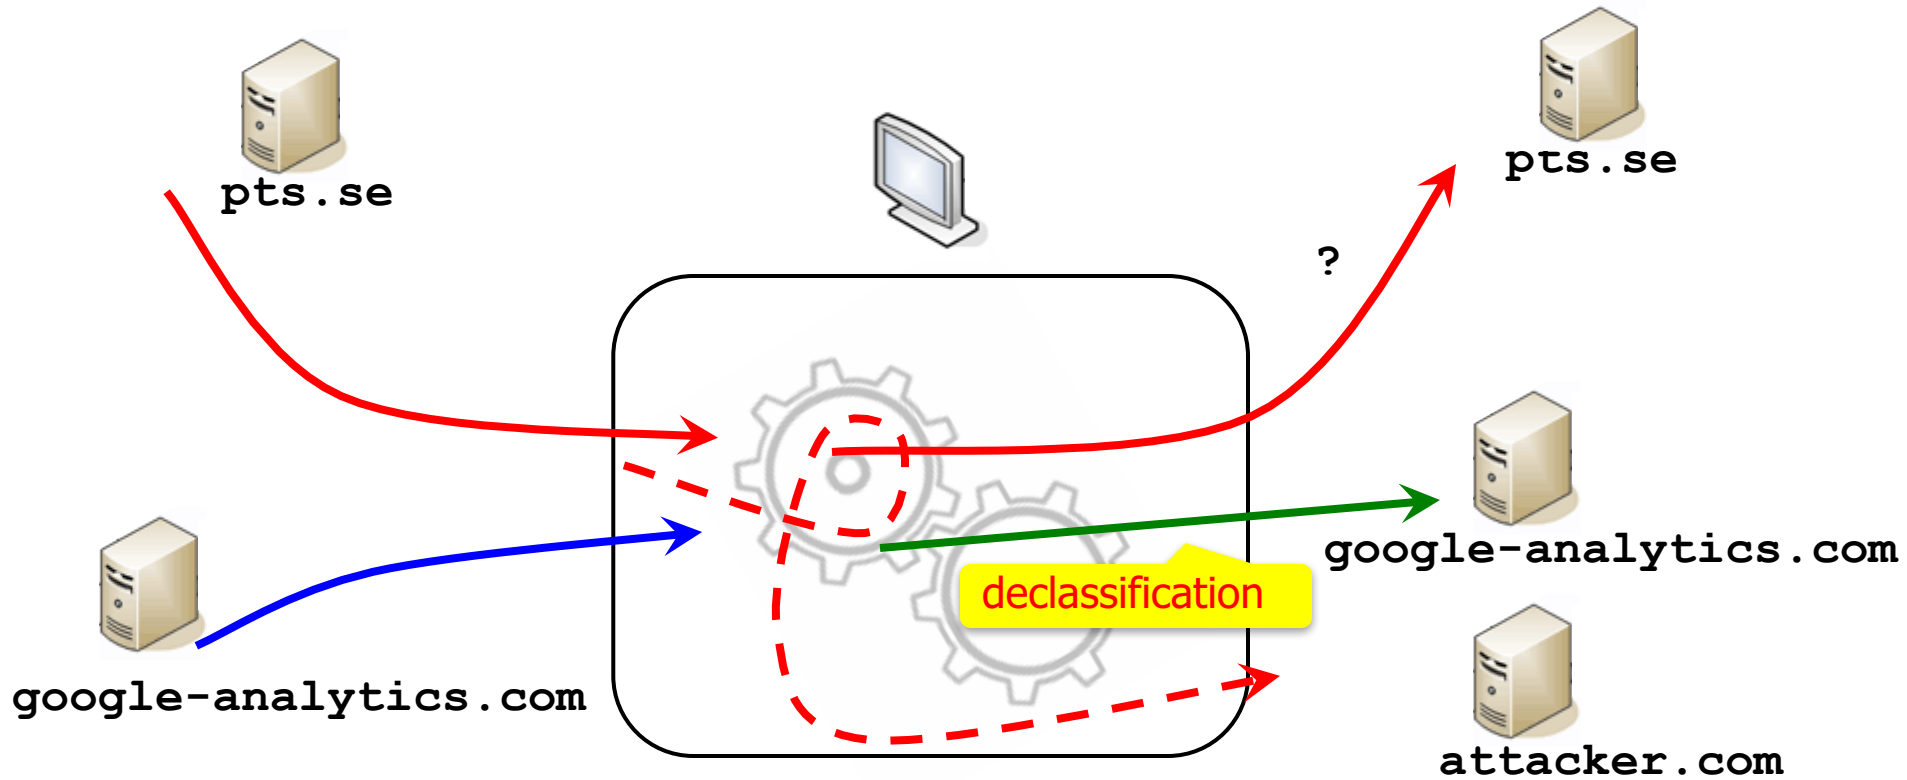 pts.se
pts.se
?
google-analytics.com
declassification
google-analytics.com
attacker.com